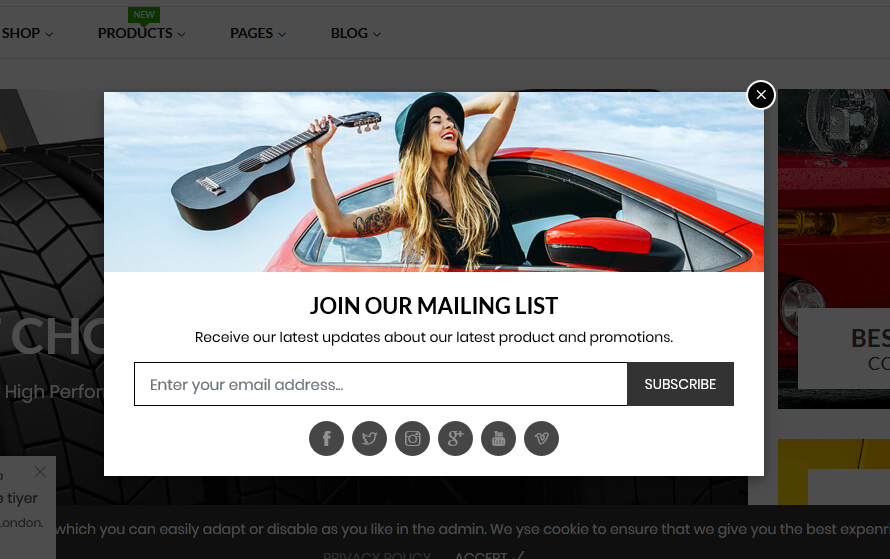 NEW
SHOP PRODUCTS PAGES BLOG
JOIN OUR MAILING LIST
Receive our latest updates about our latest product and promotions.
Enter your email address...
SUBSCRIBE
CHO
High Perfor
BES
CO
tiyer
London.
which you can easily adapt or disable as you like in the admin. We yse cookie to ensure that we give you the best expenr
PRIVACY POLICY ACCEPT